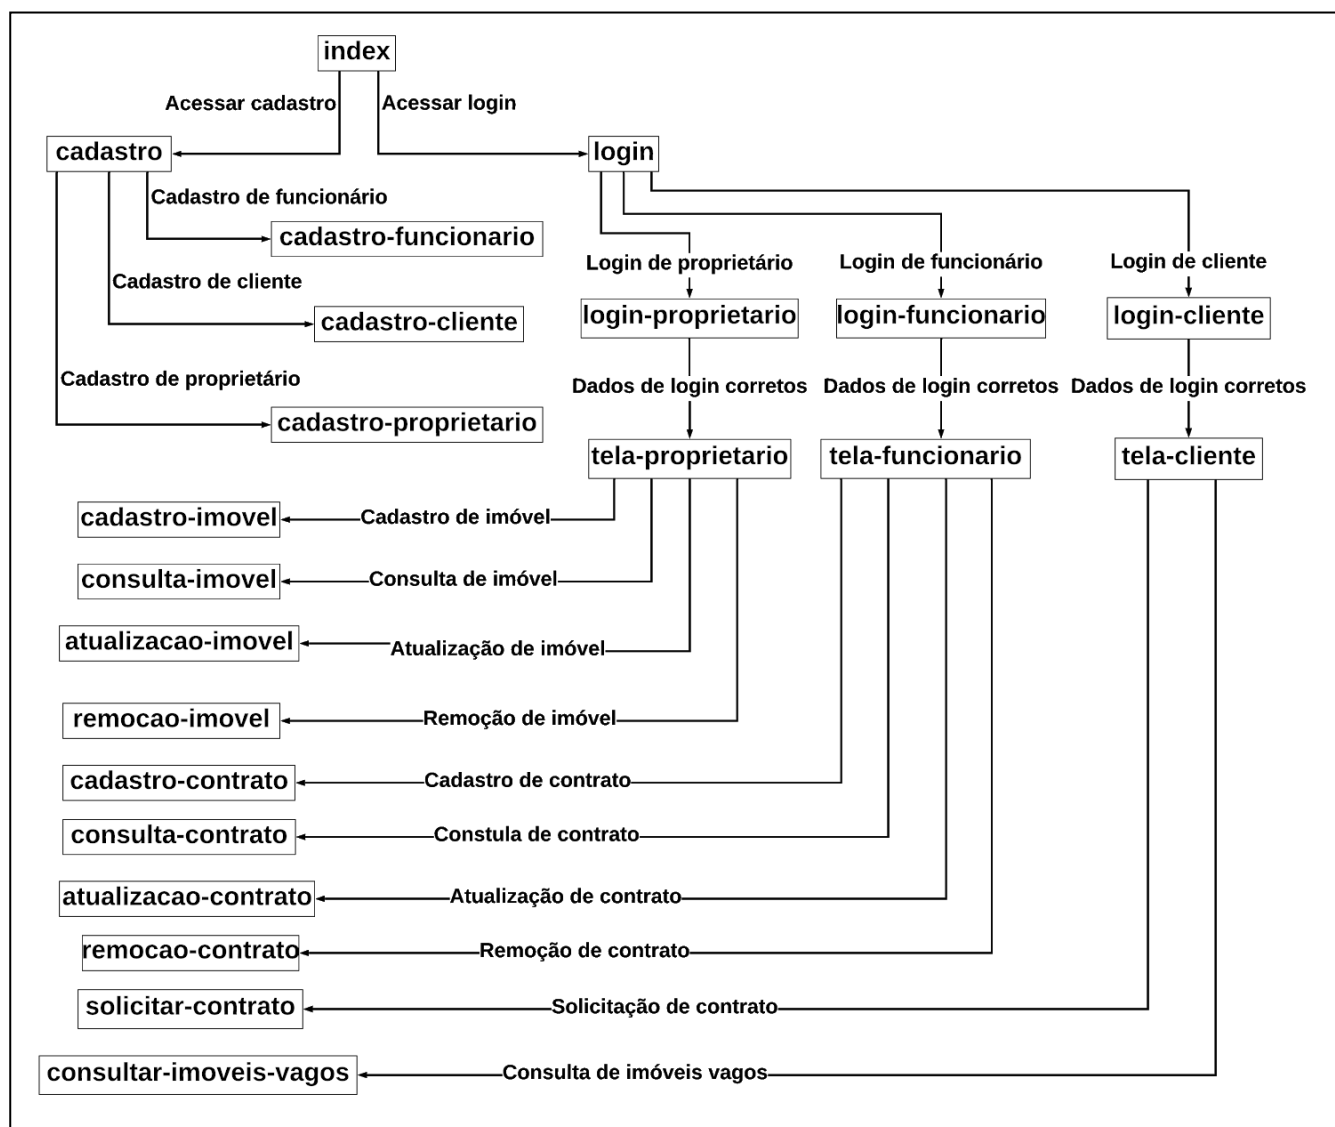 index
Acessar cadastro
Acessar login
cadastro
login
Cadastro de funcionário
cadastro-funcionario
Cadastro de cliente
cadastro-cliente
Cadastro de proprietário
cadastro-proprietario
Login de proprietário
Login de funcionário
Login de cliente
login-proprietario
login-funcionario
login-cliente
Dados de login corretos
Dados de login corretos
Dados de login corretos
tela-proprietario
tela-funcionario
tela-cliente
cadastro-imovel
Cadastro de imóvel
consulta-imovel
Consulta de imóvel
atualizacao-imovel
Atualização de imóvel
remocao-imovel
Remoção de imóvel
cadastro-contrato
Cadastro de contrato
consulta-contrato
Constula de contrato
atualizacao-contrato
Atualização de contrato
remocao-contrato
Remoção de contrato
solicitar-contrato
Solicitação de contrato
consultar-imoveis-vagos
Consulta de imóveis vagos